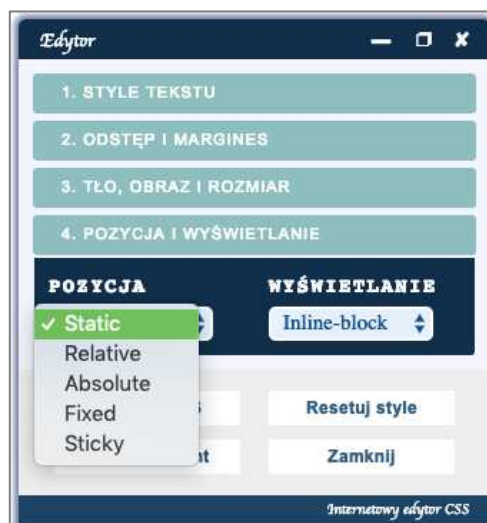 Edytor
1. STYLE TEKSTU
2. ODSTĘP I MARGINES
3. TŁO, OBRAZ I ROZMIAR
4. POZYCJA I WYŚWIETLANIE
POZYCJA WYŚWIETLANIE
✓ Static Inline-block
Relative
Absolute
Fixed Resetuj style
Sticky Zamknij
Internetowy edytor CSS